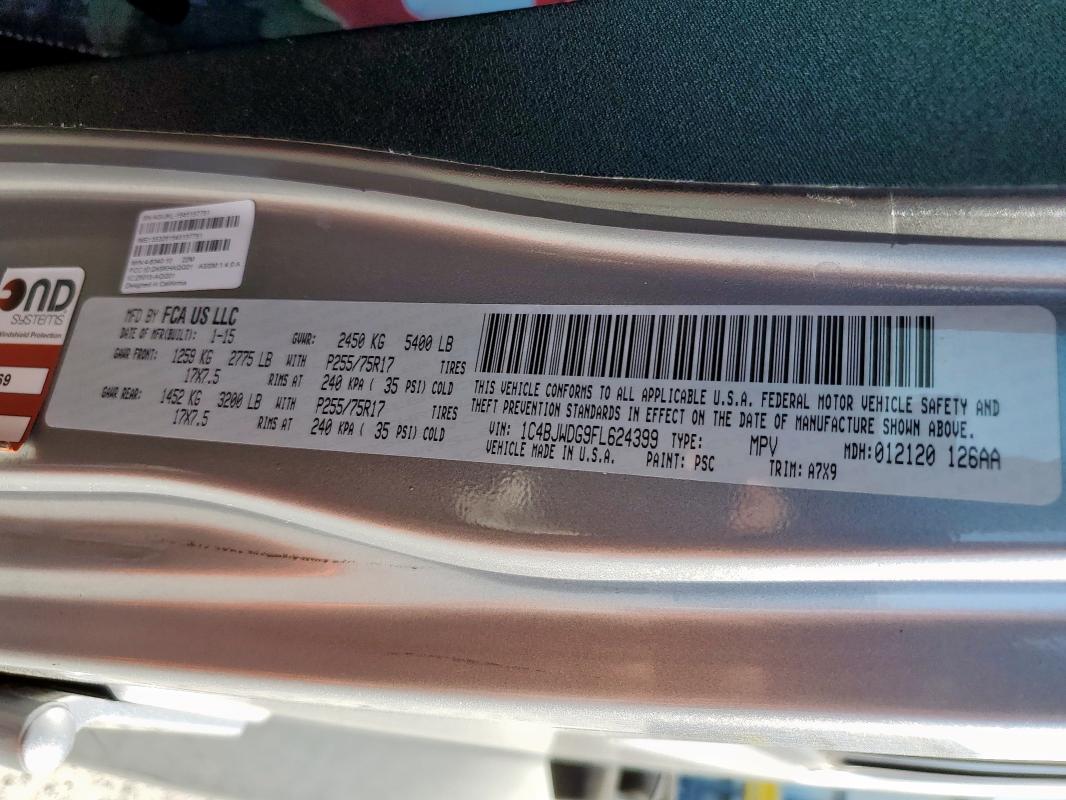 MFD BY FCA US LLC
DATE OF MFR(BUILT): 1-15 GVWR: 2450 KG 5400 LB
GAWR FRONT: 1259 KG 2775 LB WITH P255/75R17 TIRES
17X7.5 RIMS AT 240 KPA ( 35 PSI) COLD
GAWR REAR: 1452 KG 3200 LB WITH P255/75R17 TIRES
17X7.5 RIMS AT 240 KPA ( 35 PSI) COLD
THIS VEHICLE CONFORMS TO ALL APPLICABLE U.S.A. FEDERAL MOTOR VEHICLE SAFETY AND
THEFT PREVENTION STANDARDS IN EFFECT ON THE DATE OF MANUFACTURE SHOWN ABOVE.
VIN: 1C4BJWDG9FL624399 TYPE: MPV MDH:012120 126AA
VEHICLE MADE IN U.S.A. PAINT: PSC TRIM: A7X9
Designed in California
OND
SYSTEMS
Windshield Protection
69